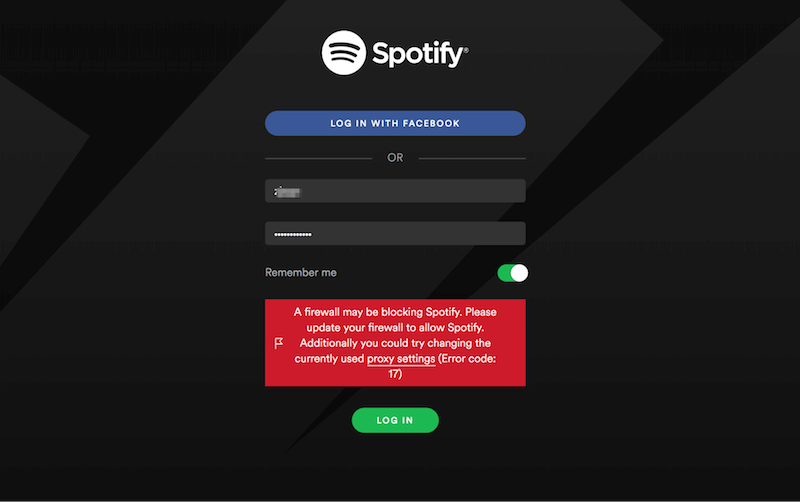 Spotify®
LOG IN WITH FACEBOOK
OR
Remember me
A firewall may be blocking Spotify. Please
update your firewall to allow Spotify.
Additionally you could try changing the
currently used proxy settings (Error code:
17)
LOG IN